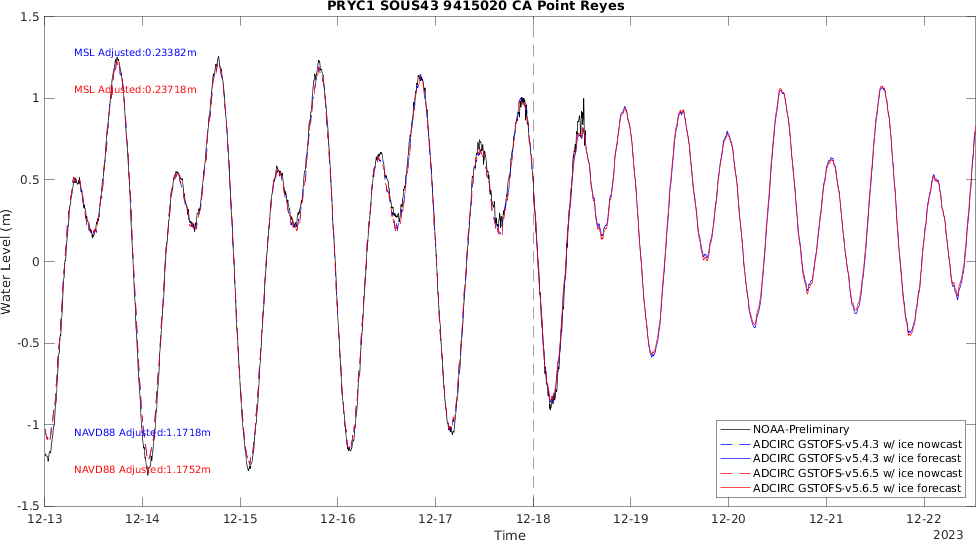 PRYC1 SOUS43 9415020 CA Point Reyes
1.5
1
0.5
0
-0.5
-1
-1.5
Water Level (m)
MSL Adjusted:0.23382m
MSL Adjusted:0.23718m
NAVD88 Adjusted:1.1718m
NAVD88 Adjusted:1.1752m
NOAA-Preliminary
ADCIRC GSTOFS-v5.4.3 w/ ice nowcast
ADCIRC GSTOFS-v5.4.3 w/ ice forecast
ADCIRC GSTOFS-v5.6.5 w/ ice nowcast
ADCIRC GSTOFS-v5.6.5 w/ ice forecast
12-13 12-14 12-15 12-16 12-17 12-18 12-19 12-20 12-21 12-22
Time
2023